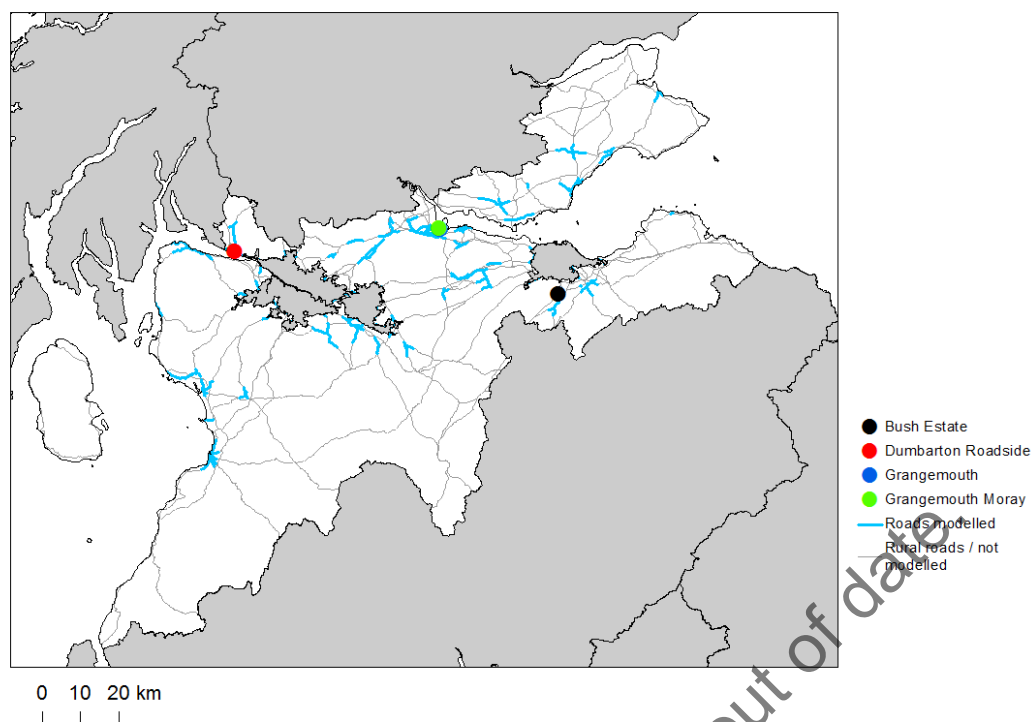 Bush Estate
Dumbarton Roadside
Grangemouth
Grangemouth Moray
Roads modelled
Rural roads / not
modelled
out of date.
0 10 20 km